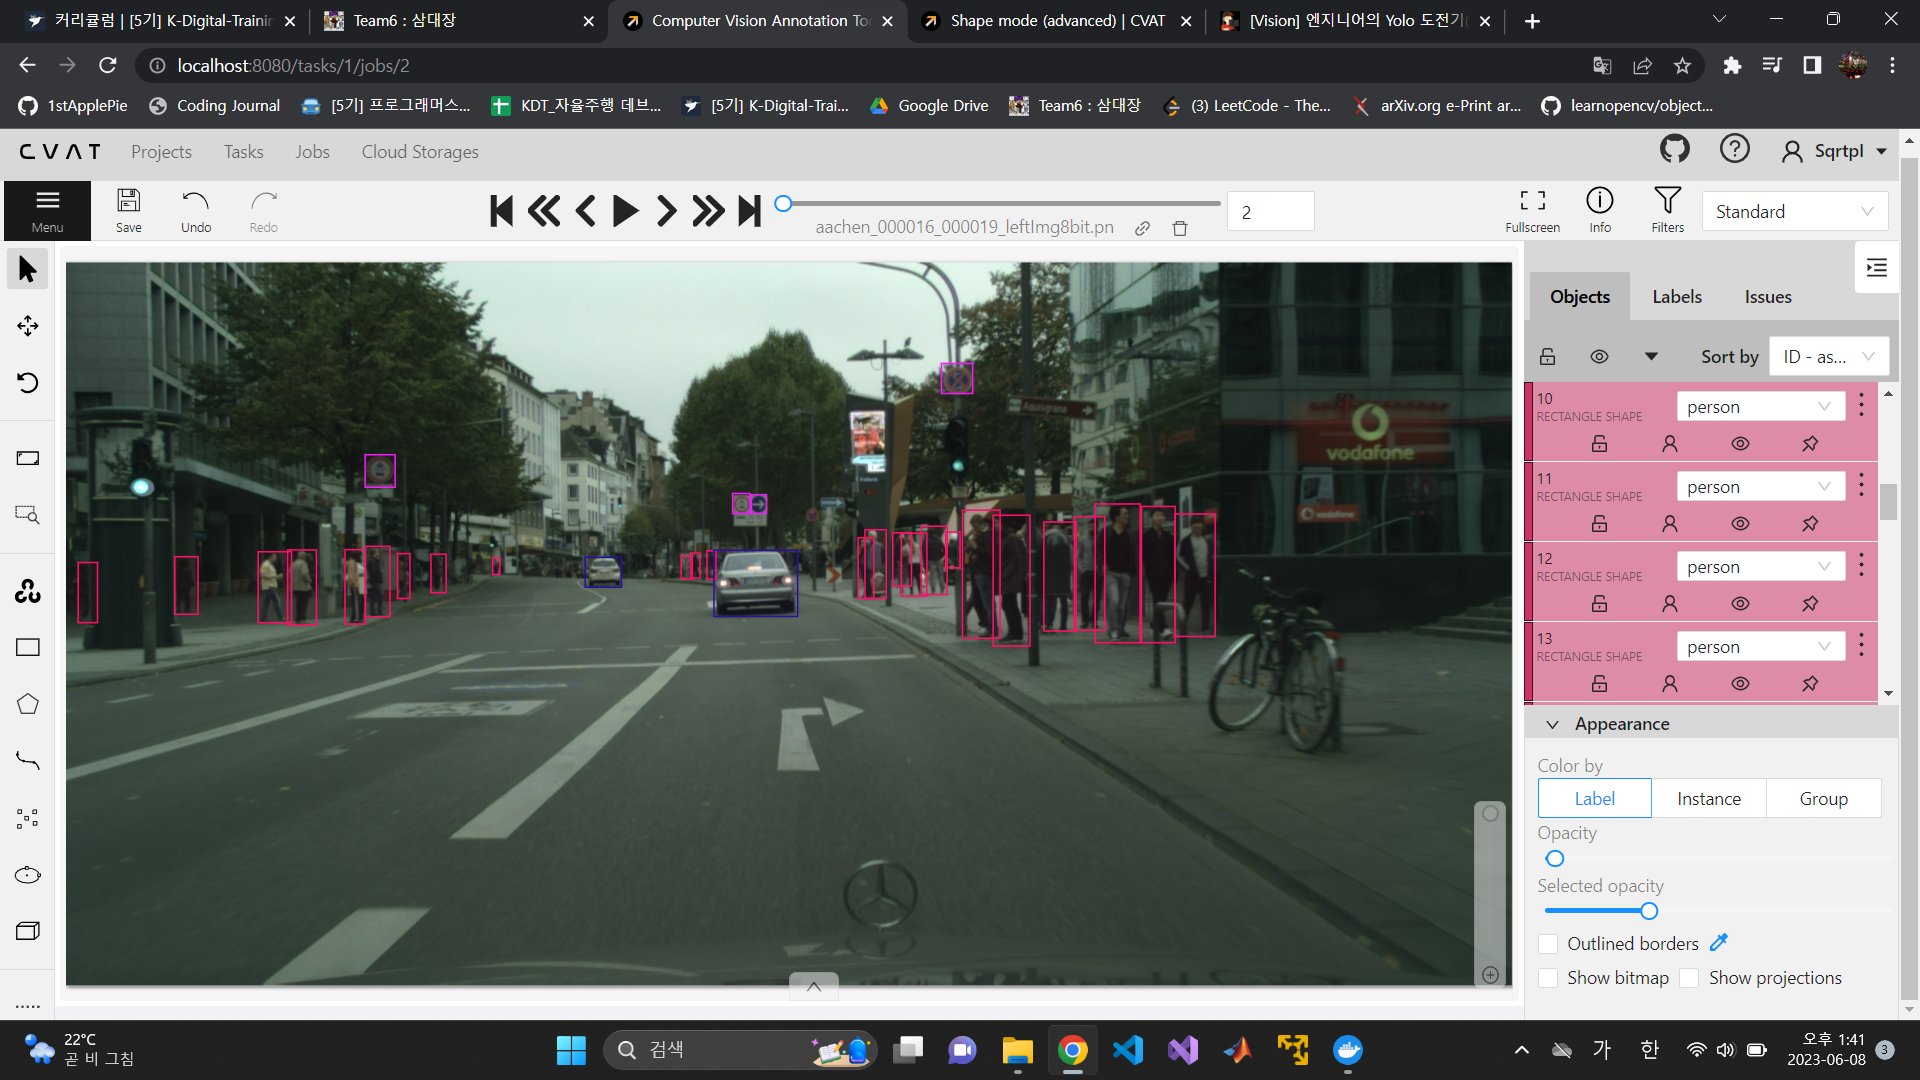 커리큘럼 | [5기] K-Digital-Trainin
Team6 : 삼대장
Computer Vision Annotation Too
Shape mode (advanced) | CVAT
[Vision] 엔지니어의 Yolo 도전기(
localhost:8080/tasks/1/jobs/2
1stApplePie
Coding Journal
[5기] 프로그래머스...
KDT_자율주행 데브...
[5기] K-Digital-Trai...
Google Drive
Team6 : 삼대장
(3) LeetCode - The...
arXiv.org e-Print ar...
learnopencv/object...
CVAT
Projects
Tasks
Jobs
Cloud Storages
Sqrtpl
Menu
Save
Undo
Redo
aachen_000016_000019_leftImg8bit.pn
2
Fullscreen
Info
Filters
Standard
Objects
Labels
Issues
Sort by
ID - as...
10
RECTANGLE SHAPE
person
11
RECTANGLE SHAPE
person
12
RECTANGLE SHAPE
person
13
RECTANGLE SHAPE
person
vodafone
vodafone
Appearance
Color by
Label
Instance
Group
Opacity
Selected opacity
Outlined borders
Show bitmap
Show projections
22°C
곧 비 그침
검색
가
한
오후 1:41
2023-06-08
3